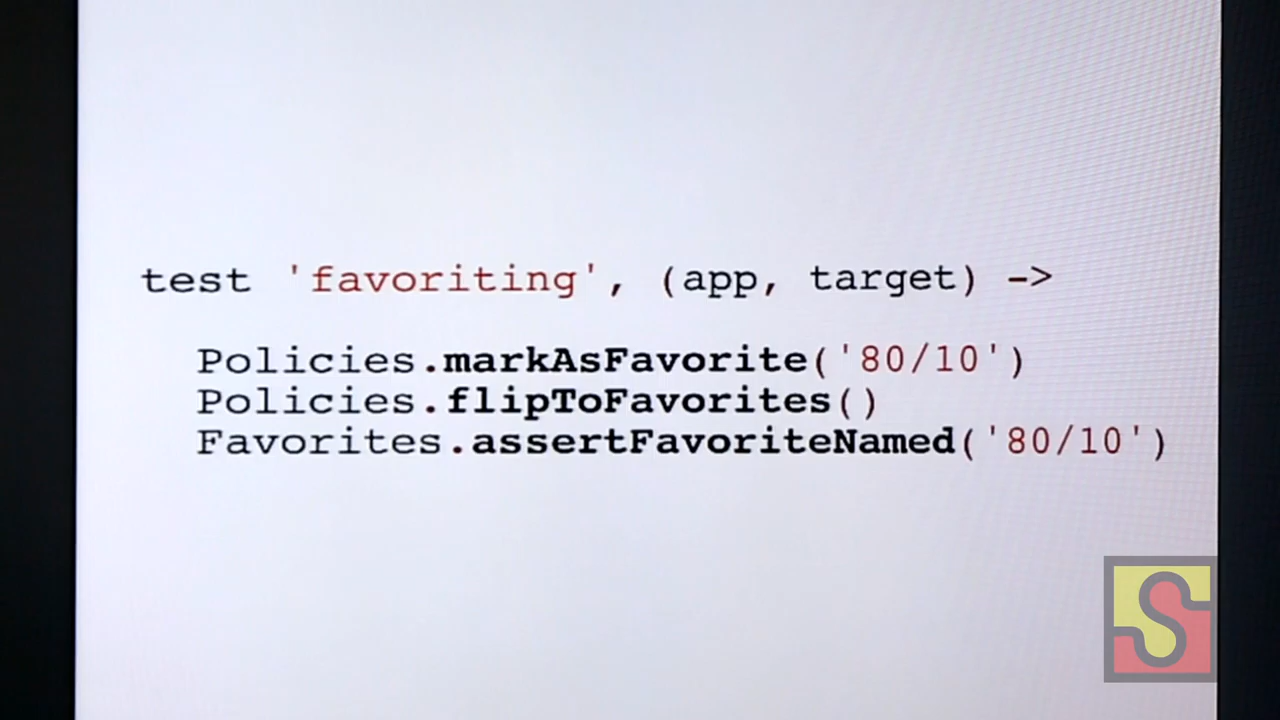 test 'favoriting', (app, target) ->
Policies.markAsFavorite('80/10')
Policies.flipToFavorites()
Favorites.assertFavoriteNamed('80/10')
S